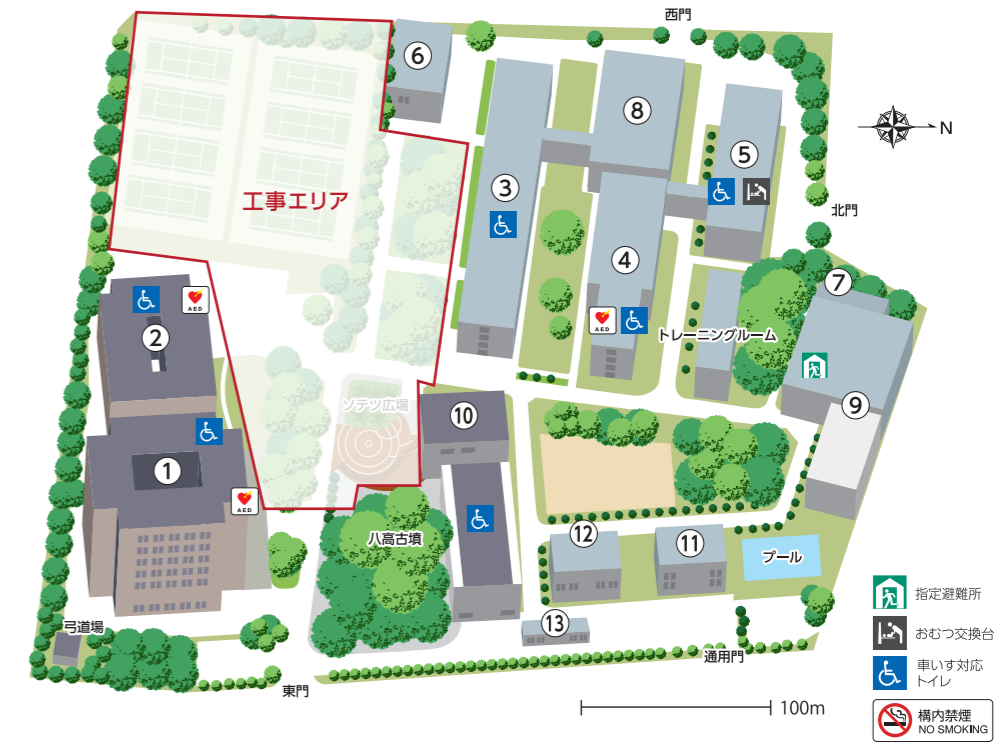 西門
⑥
⑧
工事エリア
③
⑤
N
北門
④
AED
②
AED
トレーニングルーム
⑦
ソテツ広場
⑩
⑨
①
AED
八高古墳
⑫
⑪
プール
弓道場
⑬
通用門
東門
100m
指定避難所
おむつ交換台
車いす対応
トイレ
構内禁煙
NO SMOKING